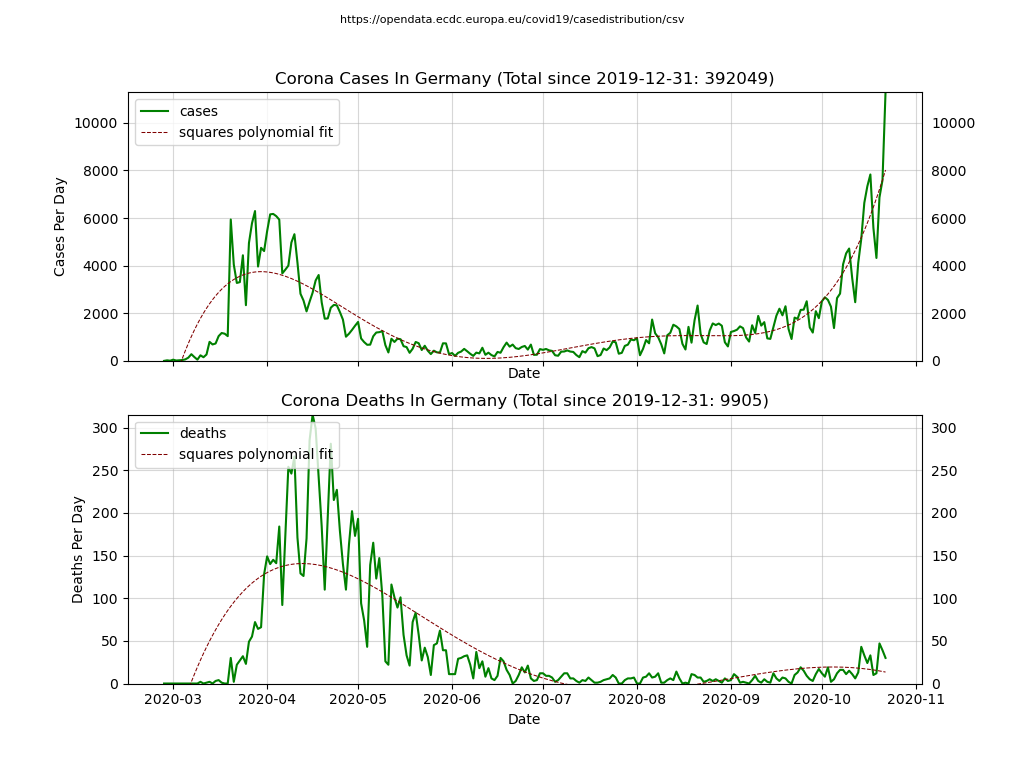 https://opendata.ecdc.europa.eu/covid19/casedistribution/csv
Corona Cases In Germany (Total since 2019-12-31: 392049)
cases
squares polynomial fit
Cases Per Day
10000
8000
6000
4000
2000
0
10000
8000
6000
4000
2000
0
Date
Corona Deaths In Germany (Total since 2019-12-31: 9905)
deaths
squares polynomial fit
Deaths Per Day
300
250
200
150
100
50
0
300
250
200
150
100
50
0
2020-03 2020-04 2020-05 2020-06 2020-07 2020-08 2020-09 2020-10 2020-11
Date